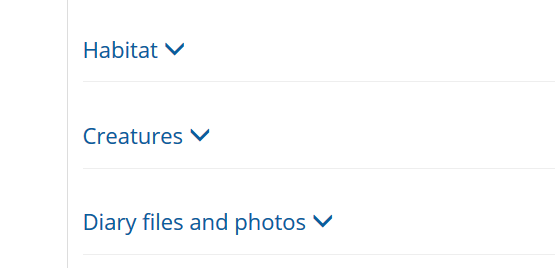 Habitat
Creatures
Diary files and photos